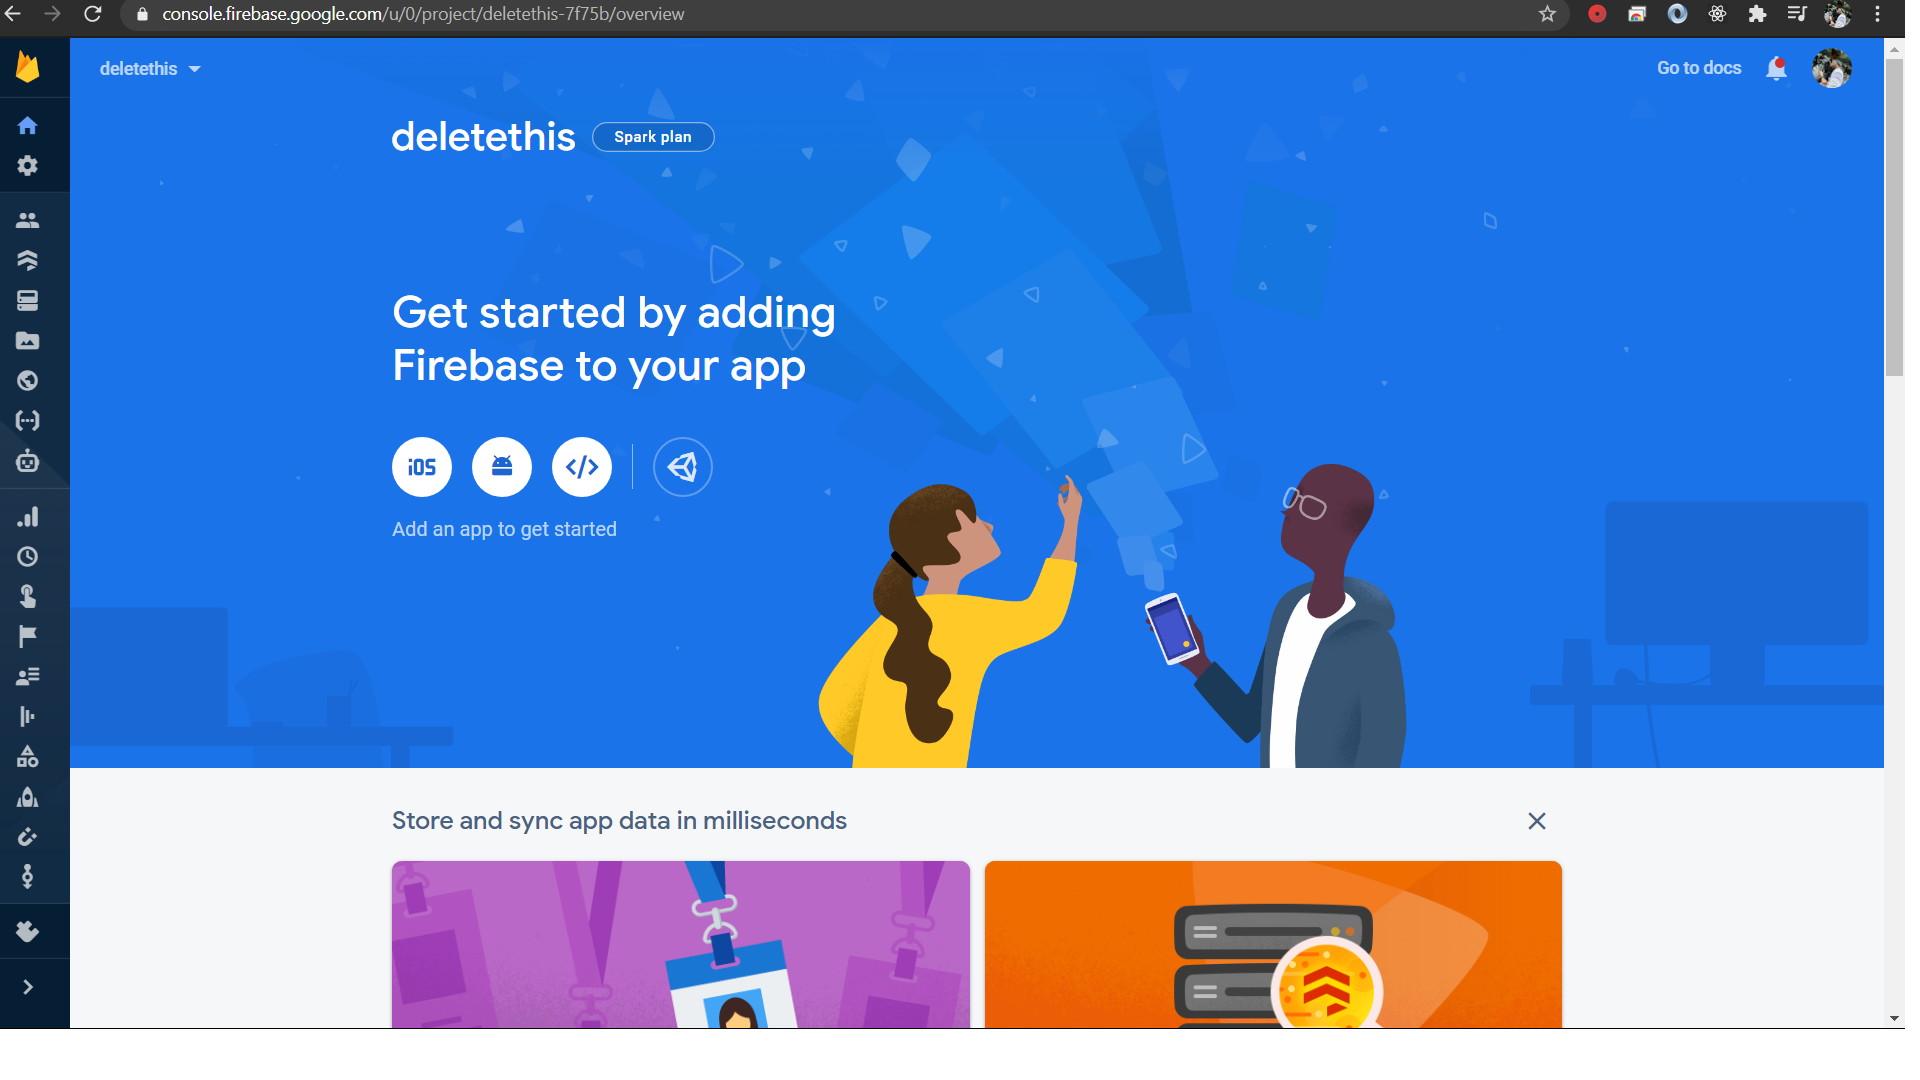 console.firebase.google.com/u/0/project/deletethis-7f75b/overview
deletethis
Go to docs
deletethis
Spark plan
Get started by adding
Firebase to your app
iOS
</>
Add an app to get started
Store and sync app data in milliseconds